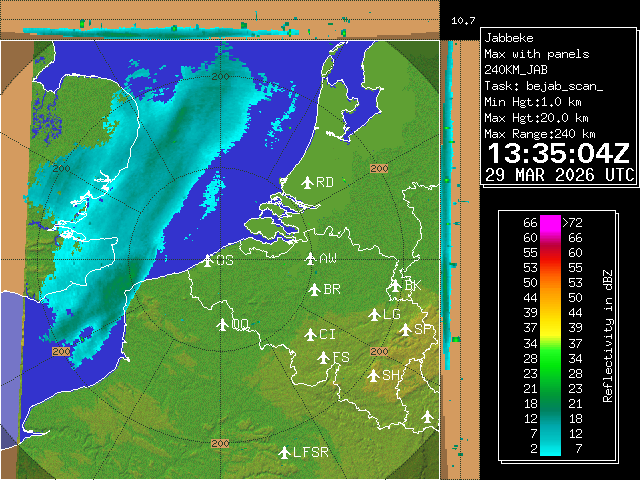 10.7
Jabbeke
Max with panels
240KM_JAB
Task: bejab_scan_
Min Hgt:1.0 km
Max Hgt:20.0 km
Max Range:240 km
13:35:04Z
29 MAR 2026 UTC
200
200
200
200
200
200
RD
OS
AW
BR
BK
LG
SP
QQ
CI
FS
SH
LFSR
66 >72
60 66
55 60
53 55
50 53
44 50
39 44
34 39
28 34
23 28
21 23
18 21
12 18
7 12
2 7
Reflectivity in dBZ